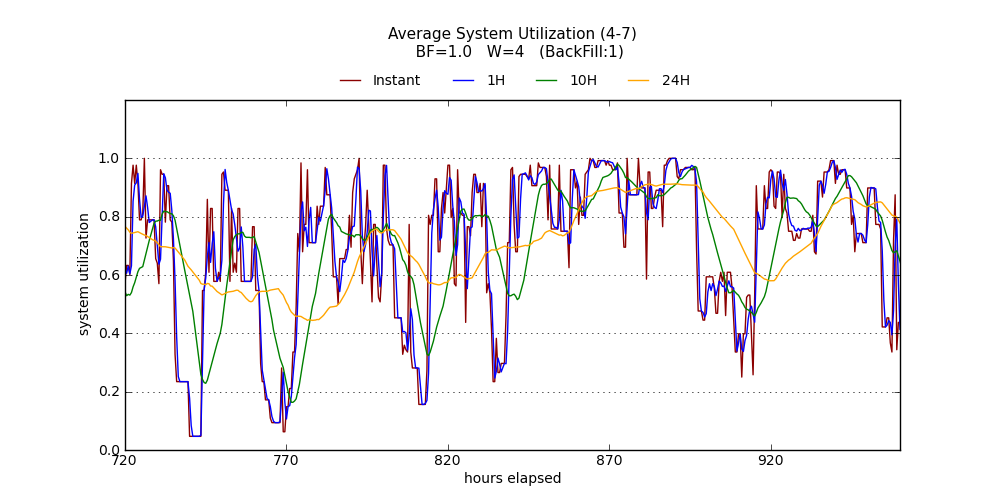 Average System Utilization (4-7)
BF=1.0 W=4 (BackFill:1)
Instant 1H 10H 24H
1.0
0.8
0.6
0.4
0.2
0.0
system utilization
720 770 820 870 920
hours elapsed